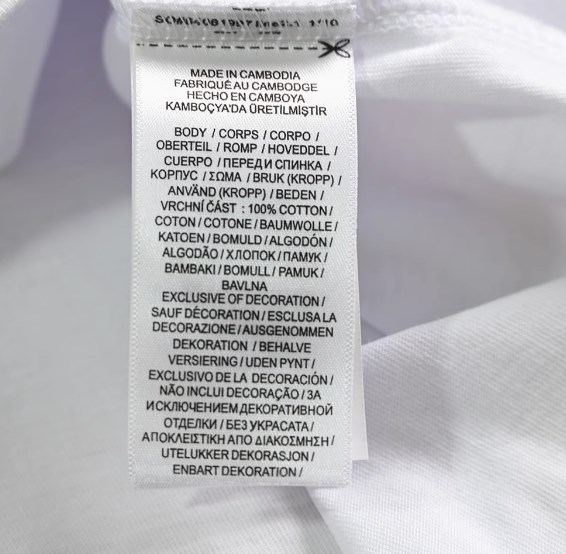 MADE IN CAMBODIA
FABRIQUÉ AU CAMBODGE
HECHO EN CAMBOYA
KAMBOÇYA'DA ÜRETİLMİŞTİR
BODY / CORPS / CORPO /
OBERTEIL / ROMP / HOVEDDEL /
CUERPO / ПЕРЕД И СПИНКА /
КОРПУС / ΣΩΜΑ / BRUK (KROPP) /
ANVÄND (KROPP) / BEDEN /
VRCHNÍ ČÁST : 100% COTTON /
COTON / COTONE / BAUMWOLLE /
KATOEN / BOMULD / ALGODÓN /
ALGODÃO / ХЛОПОК / ПАМУК /
BAMBAKI / BOMULL / PAMUK /
BAVLNA
EXCLUSIVE OF DECORATION /
SAUF DÉCORATION / ESCLUSA LA
DECORAZIONE / AUSGENOMMEN
DEKORATION / BEHALVE
VERSIERING / UDEN PYNT /
EXCLUSIVO DE LA DECORACIÓN /
NÃO INCLUI DECORAÇÃO / ЗА
ИСКЛЮЧЕНИЕМ ДЕКОРАТИВНОЙ
ОТДЕЛКИ / БЕЗ УКРАСАТА /
ΑΠΟΚΛΕΙΣΤΙΚΗ ΑΠΟ ΔΙΑΚΟΣΜΗΣΗ /
UTELUKKER DEKORASJON /
ENBART DEKORATION /